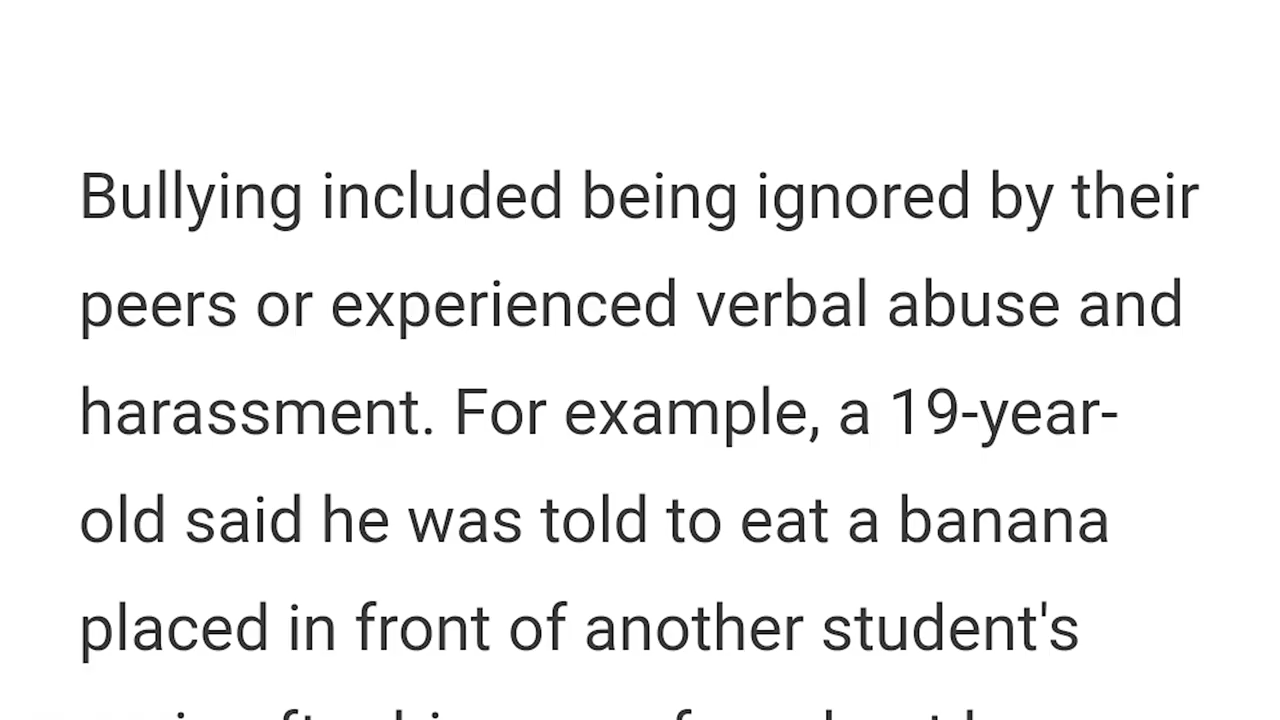 Bullying included being ignored by their
peers or experienced verbal abuse and
harassment. For example, a 19-year-
old said he was told to eat a banana
placed in front of another student's